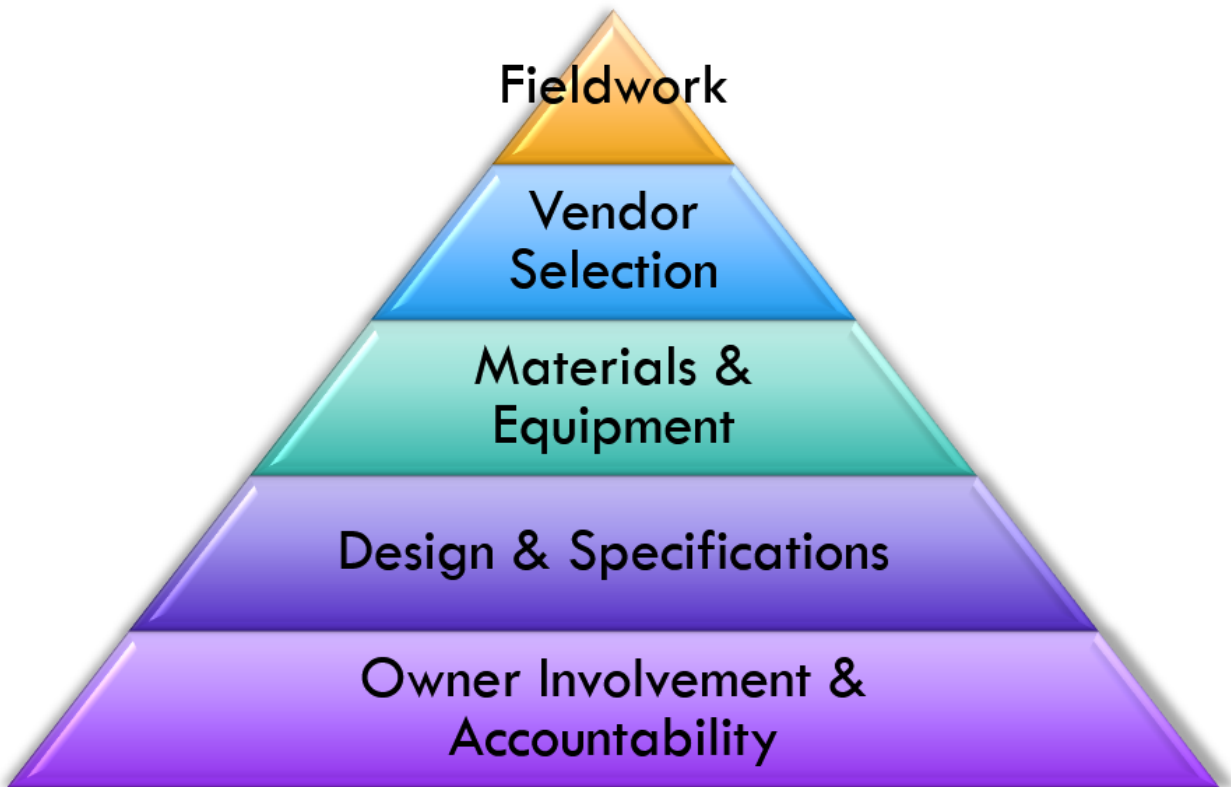 Fieldwork
Vendor
Selection
Materials &
Equipment
Design & Specifications
Owner Involvement &
Accountability